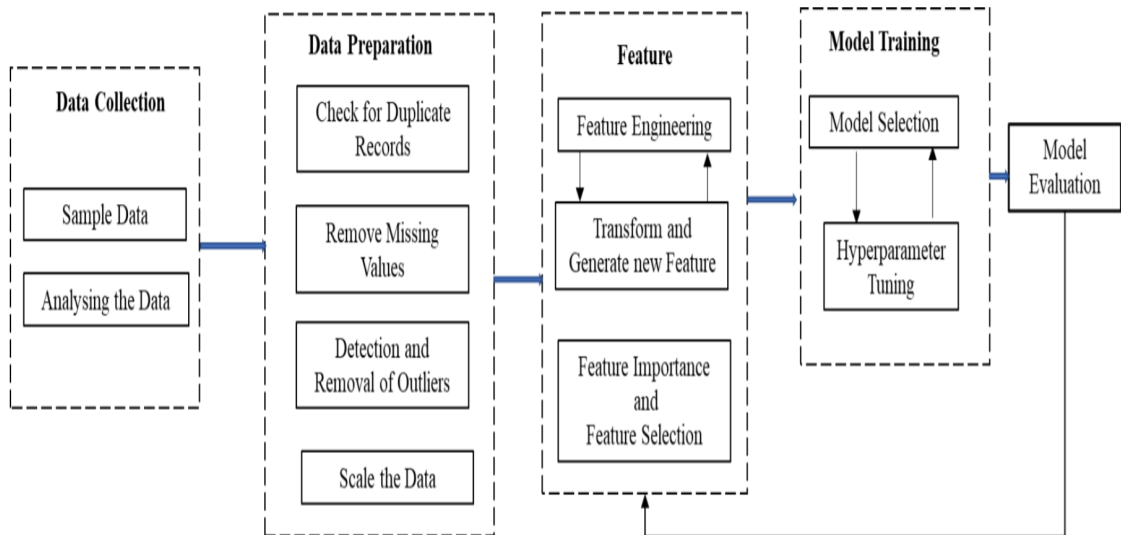 Data Collection
Sample Data
Analysing the Data
Data Preparation
Check for Duplicate
Records
Remove Missing
Values
Detection and
Removal of Outliers
Scale the Data
Feature
Feature Engineering
Transform and
Generate new Feature
Feature Importance
and
Feature Selection
Model Training
Model Selection
Hyperparameter
Tuning
Model
Evaluation